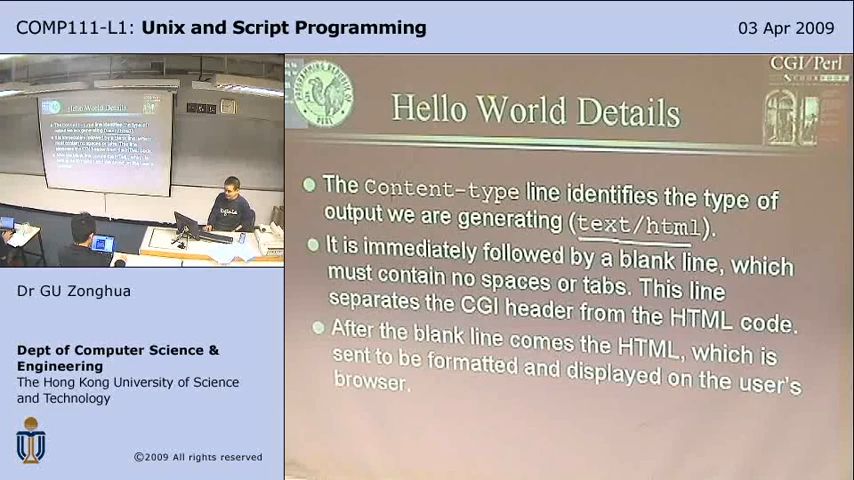 COMP111-L1: Unix and Script Programming
03 Apr 2009
CGI/Perl
Hello World Details
The Content-type line identifies the type of
output we are generating (text/html).
It is immediately followed by a blank line, which
must contain no spaces or tabs. This line
separates the CGI header from the HTML code.
After the blank line comes the HTML, which is
sent to be formatted and displayed on the user's
browser.
Hello World Details
Dr GU Zonghua
Dept of Computer Science &
Engineering
The Hong Kong University of Science
and Technology
©2009 All rights reserved